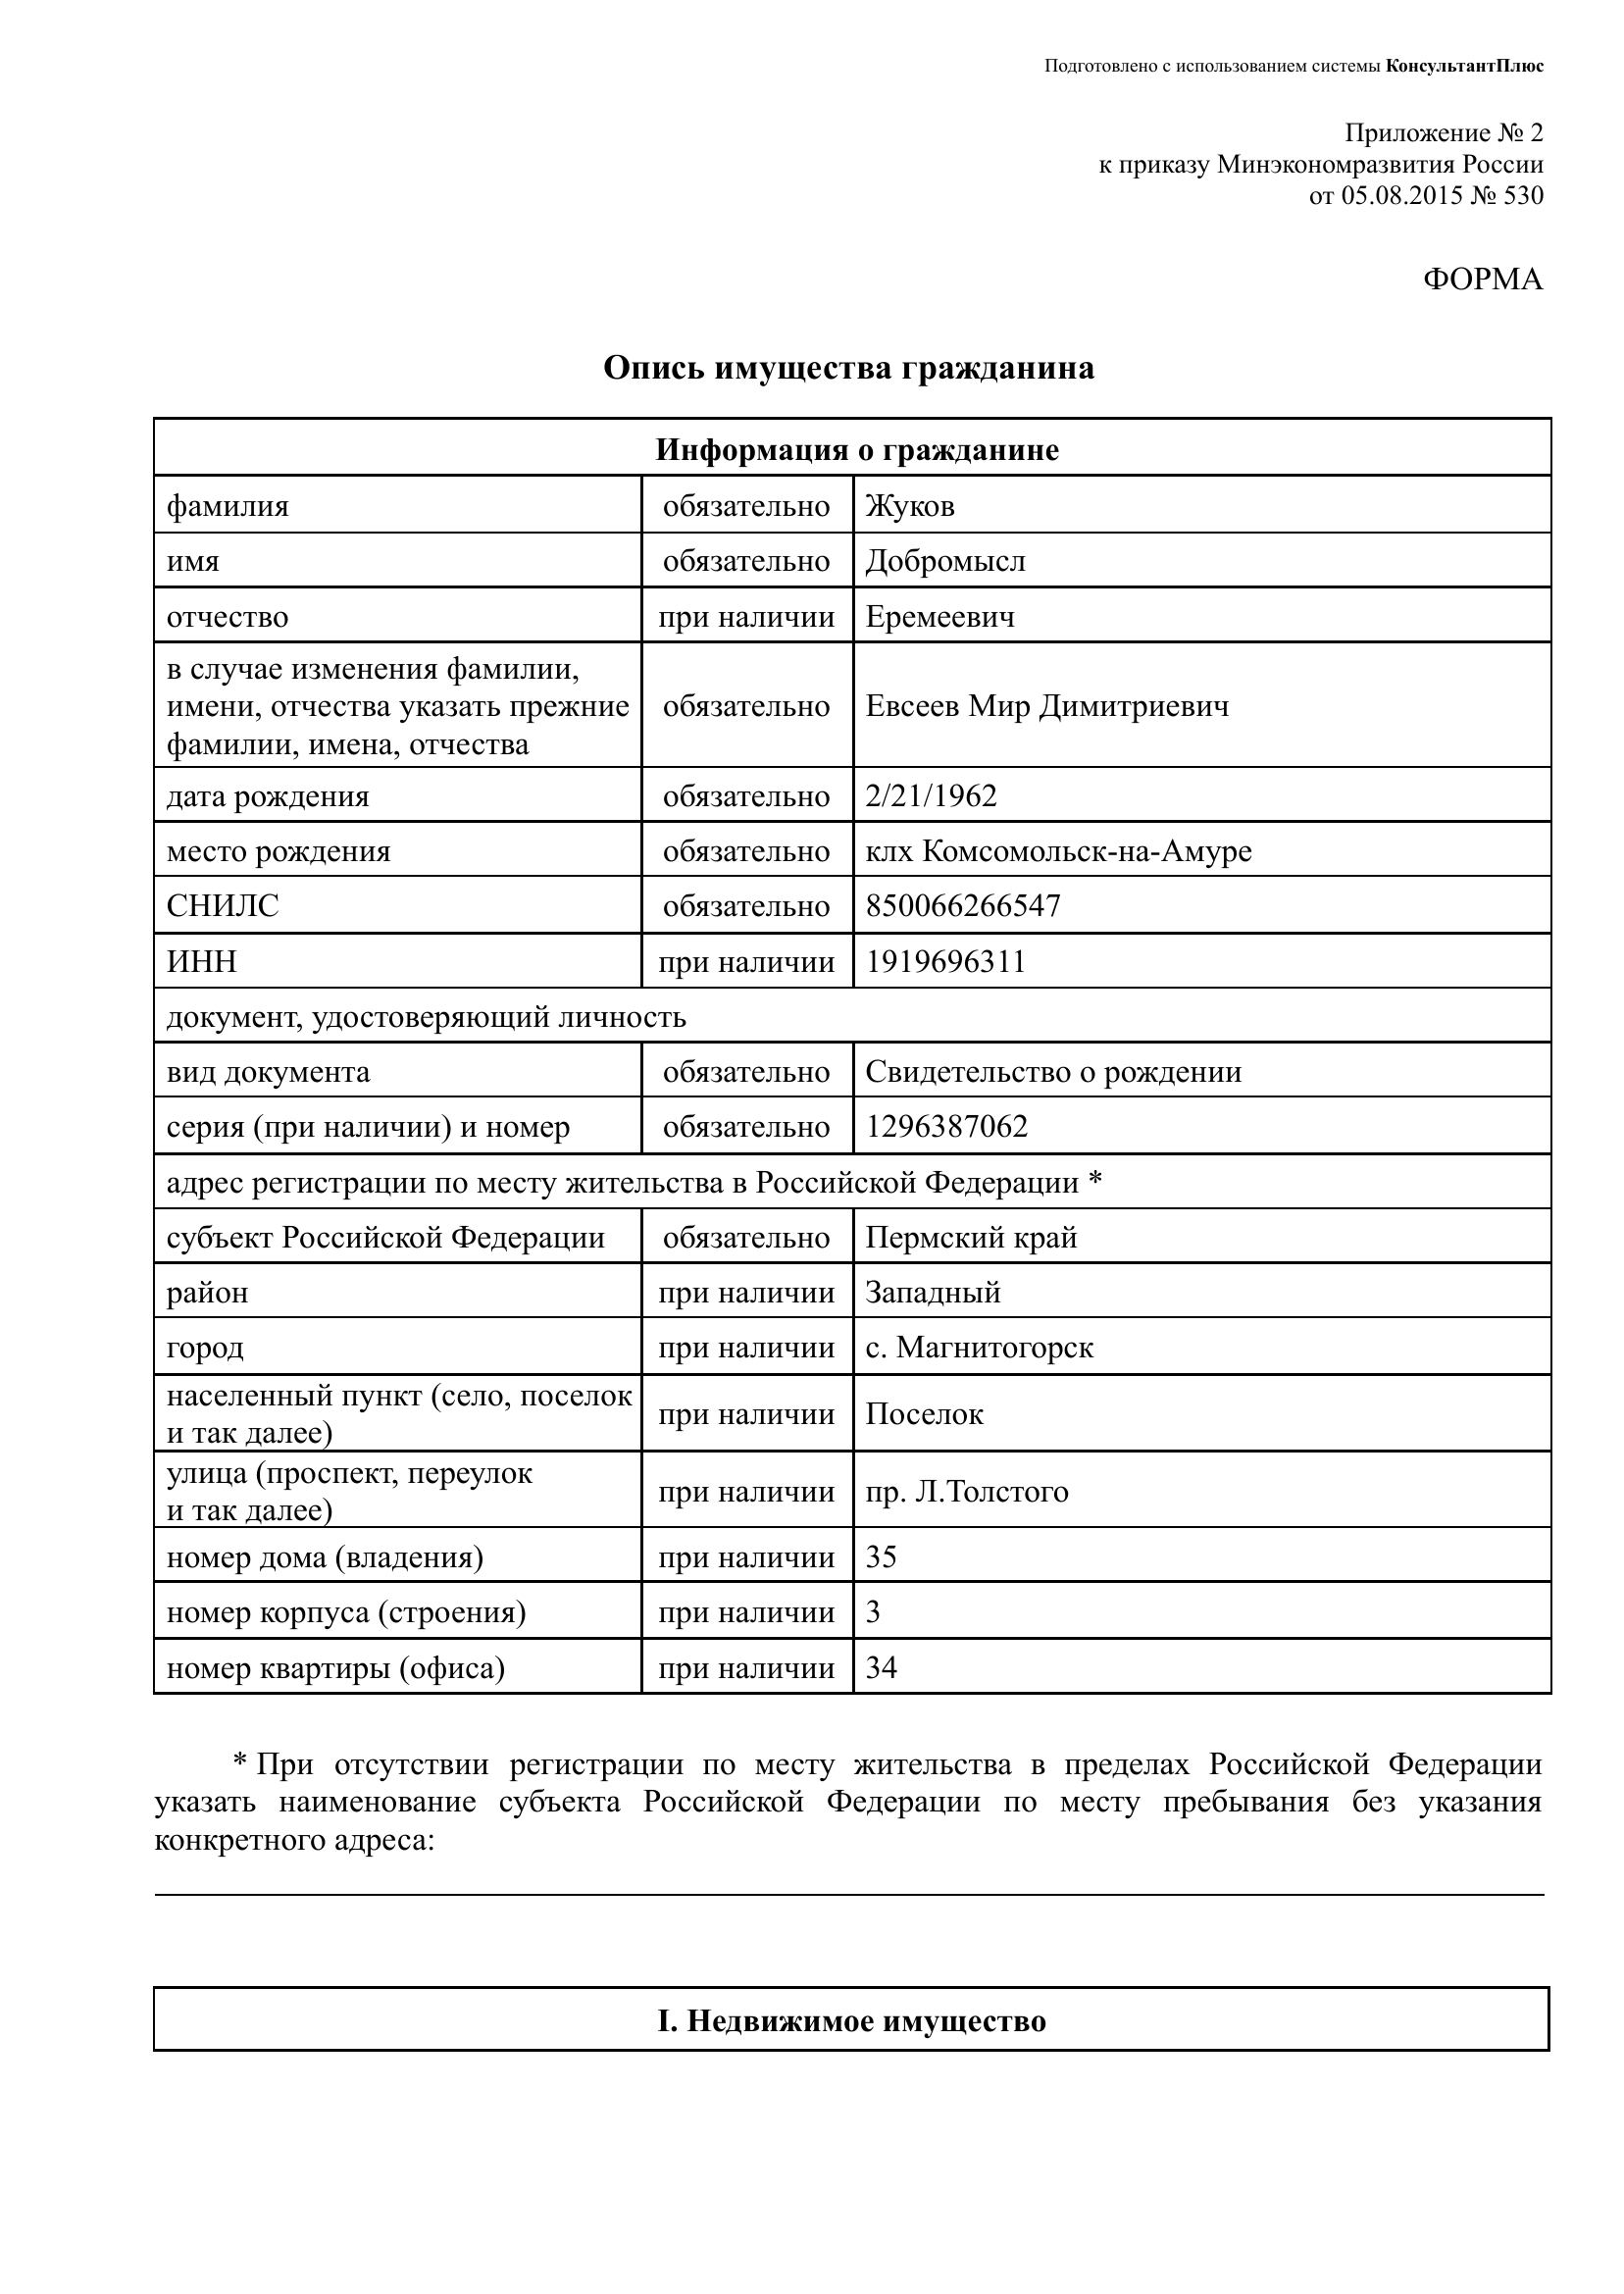 Подготовлено с использованием системы КонсультантПлюс
Приложение № 2
к приказу Минэкономразвития России
от 05.08.2015 № 530
ФОРМА
Опись имущества гражданина
Информация о гражданине
фамилия обязательно Жуков
имя обязательно Добромысл
отчество при наличии Еремеевич
в случае изменения фамилии,
имени, отчества указать прежние
фамилии, имена, отчества
обязательно Евсеев Мир Димитриевич
дата рождения обязательно 2/21/1962
место рождения обязательно клх Комсомольск-на-Амуре
СНИЛС обязательно 850066266547
ИНН при наличии 1919696311
документ, удостоверяющий личность
вид документа обязательно Свидетельство о рождении
серия (при наличии) и номер обязательно 1296387062
адрес регистрации по месту жительства в Российской Федерации *
субъект Российской Федерации обязательно Пермский край
район при наличии Западный
город при наличии с. Магнитогорск
населенный пункт (село, поселок
и так далее)
при наличии Поселок
улица (проспект, переулок
и так далее)
при наличии пр. Л.Толстого
номер дома (владения) при наличии 35
номер корпуса (строения) при наличии 3
номер квартиры (офиса) при наличии 34
* При отсутствии регистрации по месту жительства в пределах Российской Федерации
указать наименование субъекта Российской Федерации по месту пребывания без указания
конкретного адреса:
I. Недвижимое имущество